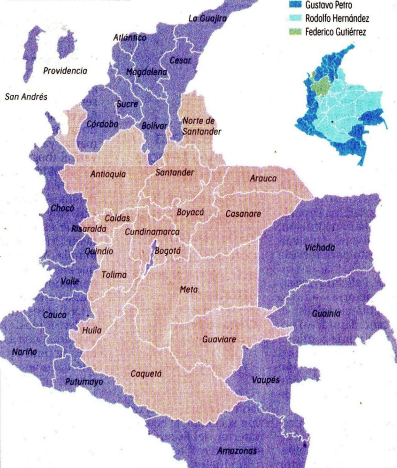 Gustavo Petro
Rodolfo Hernández
Federico Gutiérrez
La Guajira
Atlántico
Magdalena
Cesar
Providencia
San Andrés
Sucre
Córdoba
Bolívar
Norte de
Santander
Antioquia
Santander
Arauca
Chocó
Caldas
Boyacá
Casanare
Risaralda
Cundinamarca
Quindío
Bogotá
Vichada
Tolima
Valle
Meta
Guainía
Cauca
Huila
Guaviare
Nariño
Caquetá
Vaupés
Putumayo
Amazonas